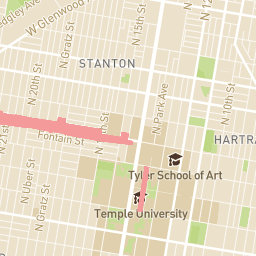 dgley Ave
W Glenwood
N 15th St
N Gratz St
STANTON
N 20th St
N Park Ave
N 10th St
N 21st
Fontain St
HARTRA
Tyler School of Art
N Uber St
N Gratz St
Temple University